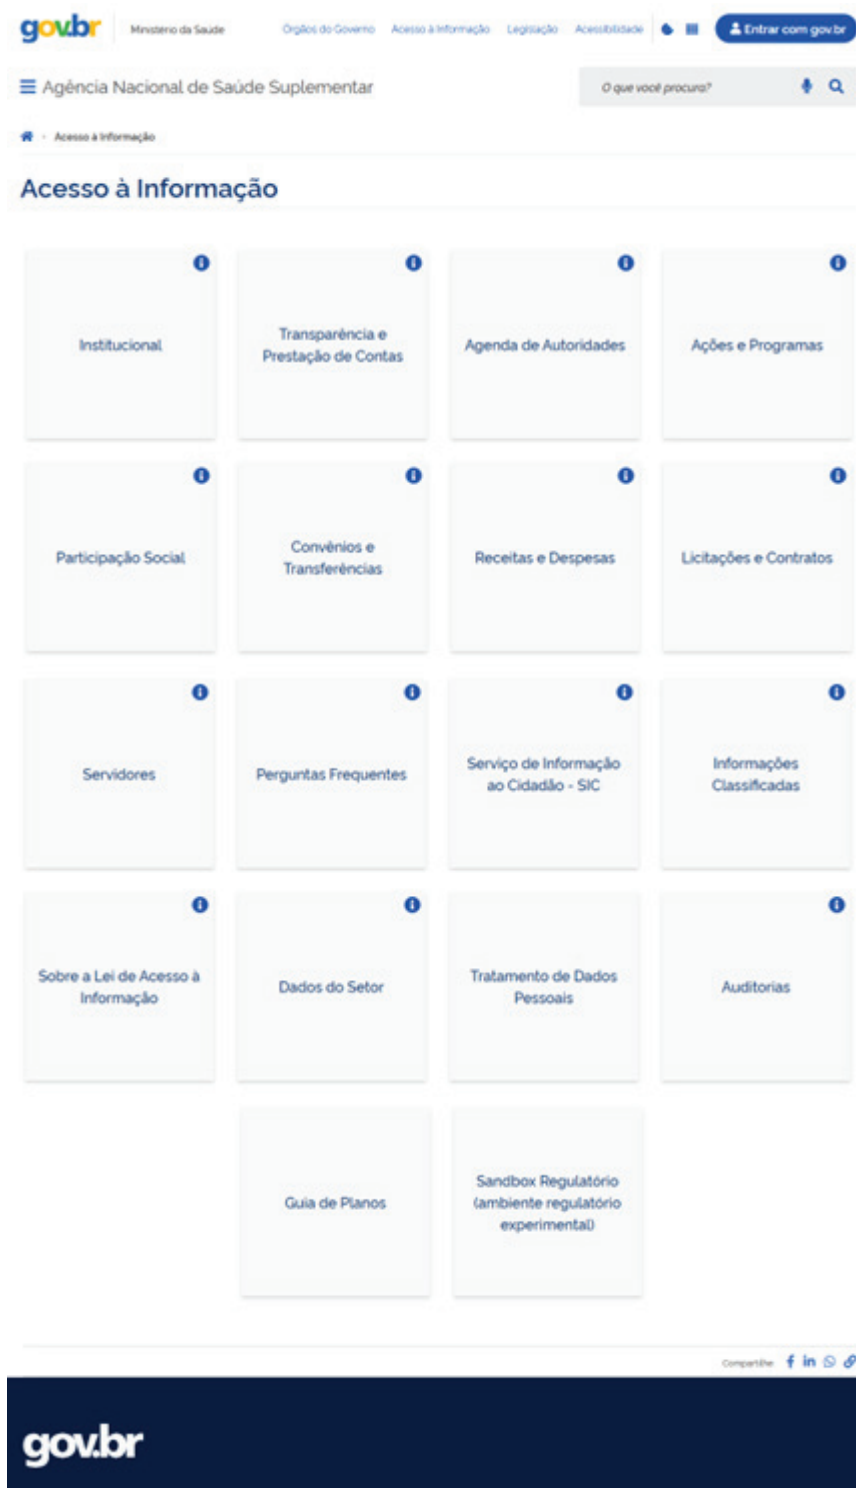 gov.br
Ministério da Saúde
Órgãos do Governo
Acesso à Informação
Legislação
Acessibilidade
Entrar com gov.br
Agência Nacional de Saúde Suplementar
O que você procura?
Acesso à Informação
Acesso à Informação
Institucional
Transparência e
Prestação de Contas
Agenda de Autoridades
Ações e Programas
Participação Social
Convênios e
Transferências
Receitas e Despesas
Licitações e Contratos
Servidores
Perguntas Frequentes
Serviço de Informação
ao Cidadão - SIC
Informações
Classificadas
Sobre a Lei de Acesso à
Informação
Dados do Setor
Tratamento de Dados
Pessoais
Auditorias
Guia de Planos
Sandbox Regulatório
(ambiente regulatório
experimental)
Compartilhe
gov.br